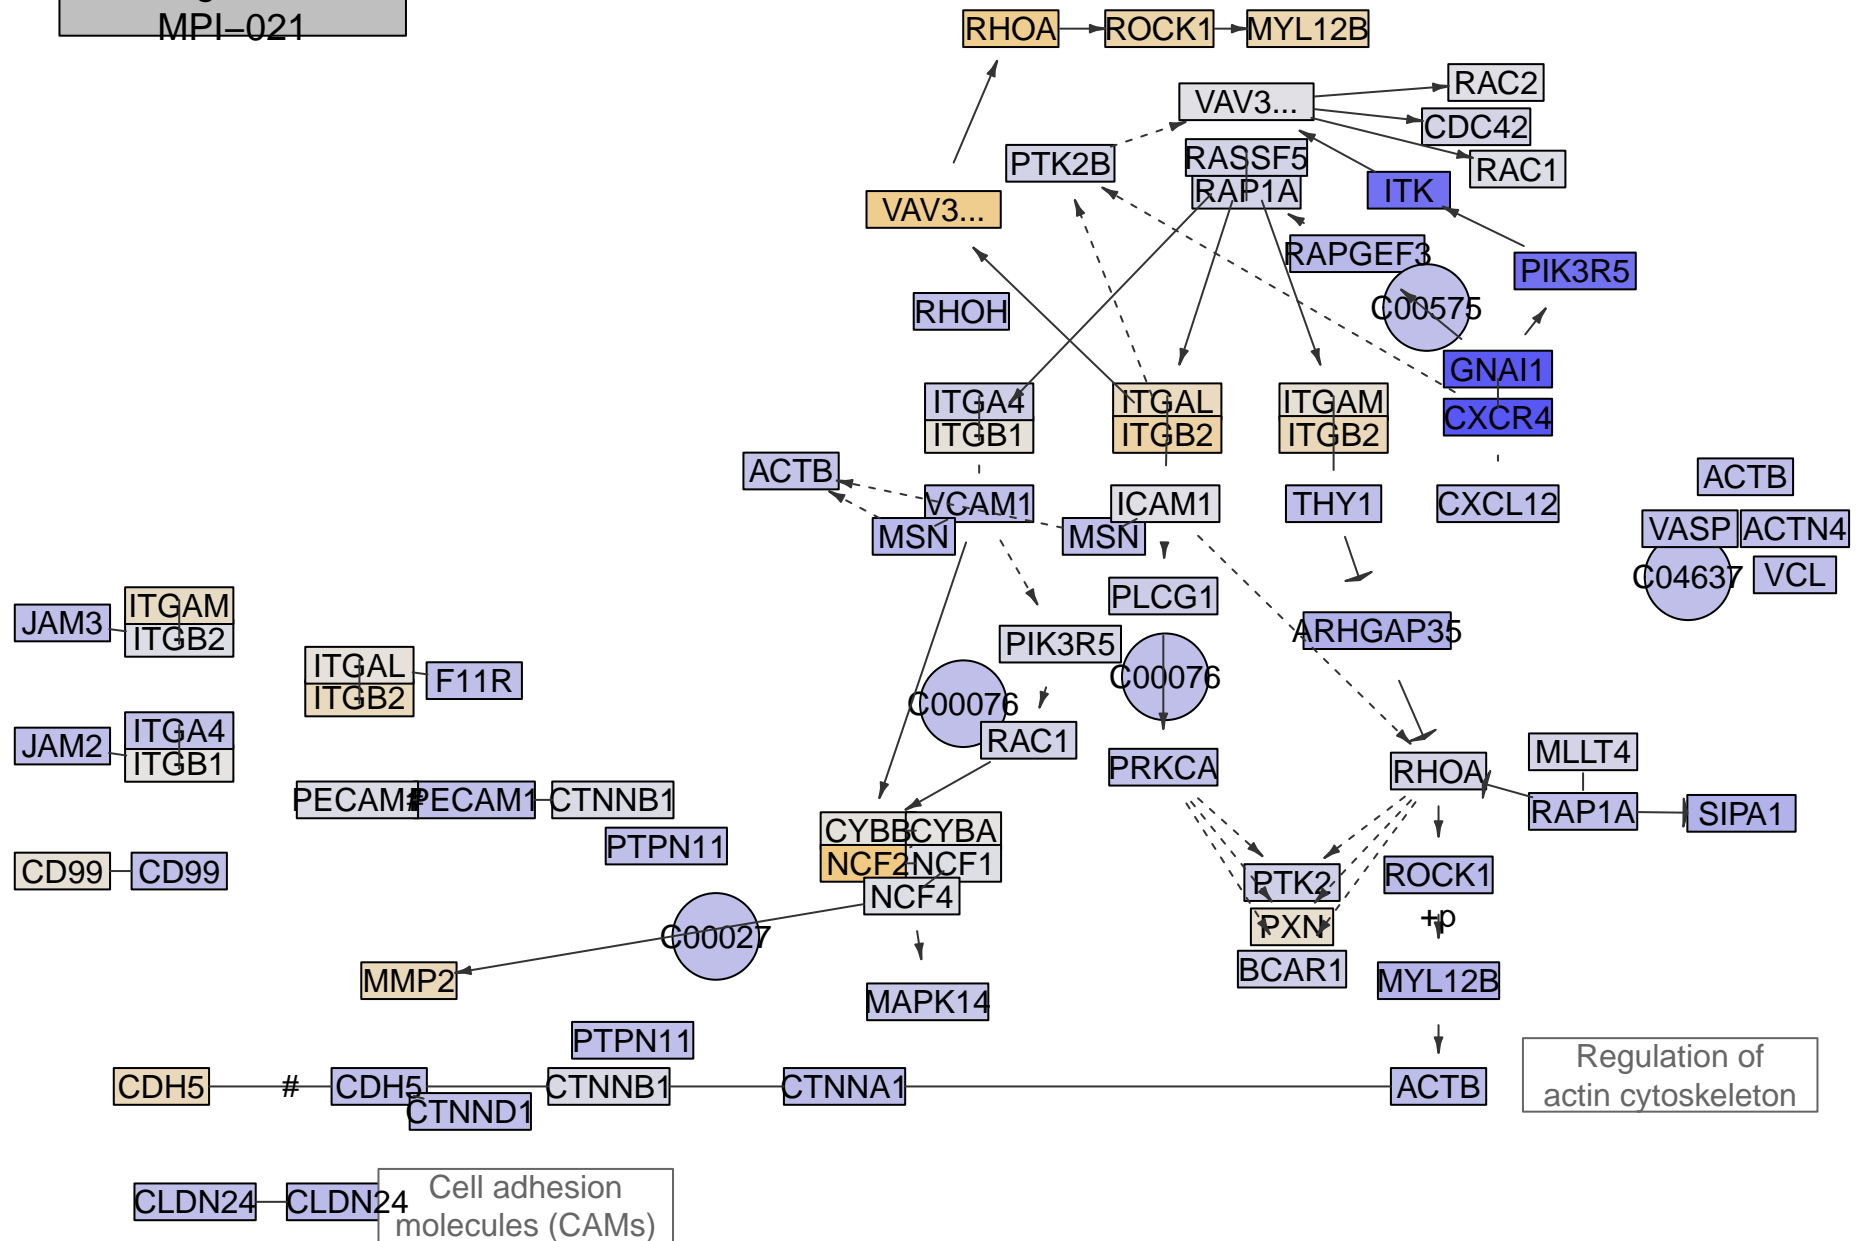 MPI−021
RHOA ROCK1 MYL12B
RAC2
VAV3...
CDC42
PTK2B RASSF5 RAC1
RAP1A ITK
VAV3...
RAPGEF3
PIK3R5
RHOH C00575
GNAI1
ITGA4 ITGAL ITGAM
CXCR4
ITGB1 ITGB2 ITGB2
ACTB ACTB
VCAM1 ICAM1 THY1 CXCL12
VASP ACTN4
MSN MSN
C04637 VCL
PLCG1
ITGAM
JAM3
ITGB2 ARHGAP35
PIK3R5
ITGAL
F11R C00076
ITGB2 C00076
ITGA4
JAM2 RAC1
ITGB1 MLLT4
PRKCA RHOA
PECAM1 # PECAM1 CTNNB1 RAP1A SIPA1
CYBB CYBA
PTPN11
NCF2 NCF1
CD99 CD99 PTK2 ROCK1
NCF4
+p
PXN
C00027
BCAR1
MMP2 MYL12B
MAPK14
PTPN11
Regulation of
actin cytoskeleton
CDH5 # CDH5 CTNNB1 CTNNA1 ACTB
CTNND1
CLDN24 CLDN24
Cell adhesion
molecules (CAMs)